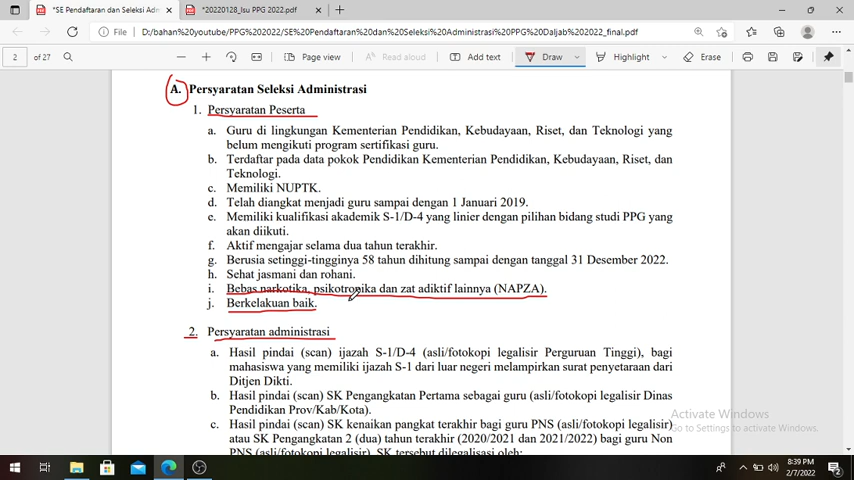 *SE Pendaftaran dan Seleksi Adm
*20220128_Isu PPG 2022.pdf
File
D:/bahan%20youtube/PPG%202022/SE%20Pendaftaran%20dan%20Seleksi%20Administrasi%20PPG%20Daljab%202022_final.pdf
2 of 27
Page view
Read aloud
Add text
Draw
Highlight
Erase
A. Persyaratan Seleksi Administrasi
1. Persyaratan Peserta
a. Guru di lingkungan Kementerian Pendidikan, Kebudayaan, Riset, dan Teknologi yang
belum mengikuti program sertifikasi guru.
b. Terdaftar pada data pokok Pendidikan Kementerian Pendidikan, Kebudayaan, Riset, dan
Teknologi.
c. Memiliki NUPTK.
d. Telah diangkat menjadi guru sampai dengan 1 Januari 2019.
e. Memiliki kualifikasi akademik S-1/D-4 yang linier dengan pilihan bidang studi PPG yang
akan diikuti.
f. Aktif mengajar selama dua tahun terakhir.
g. Berusia setinggi-tingginya 58 tahun dihitung sampai dengan tanggal 31 Desember 2022.
h. Sehat jasmani dan rohani.
i. Bebas narkotika, psikotropika dan zat adiktif lainnya (NAPZA).
j. Berkelakuan baik.
2. Persyaratan administrasi
a. Hasil pindai (scan) ijazah S-1/D-4 (asli/fotokopi legalisir Perguruan Tinggi), bagi
mahasiswa yang memiliki ijazah S-1 dari luar negeri melampirkan surat penyetaraan dari
Ditjen Dikti.
b. Hasil pindai (scan) SK Pengangkatan Pertama sebagai guru (asli/fotokopi legalisir Dinas
Pendidikan Prov/Kab/Kota).
c. Hasil pindai (scan) SK kenaikan pangkat terakhir bagi guru PNS (asli/fotokopi legalisir)
atau SK Pengangkatan 2 (dua) tahun terakhir (2020/2021 dan 2021/2022) bagi guru Non
PNS (asli/fotokopi legalisir). SK tersebut dilegalisasi oleh:
Activate Windows
Go to Settings to activate Windows.
8:39 PM
2/7/2022
2